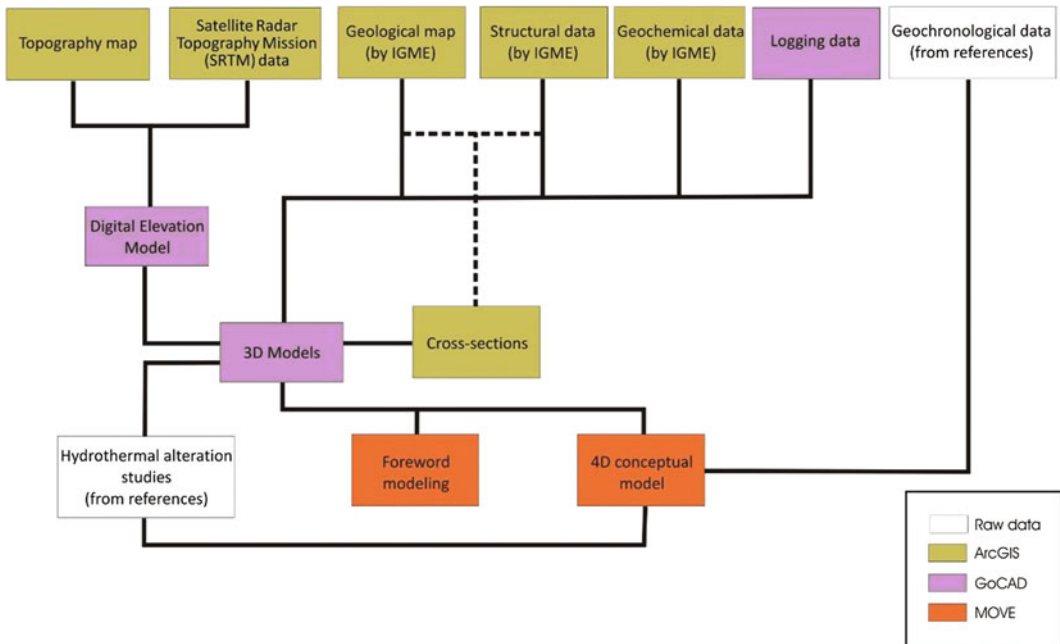 Topography map
Satellite Radar
Topography Mission
(SRTM) data
Geological map
(by IGME)
Structural data
(by IGME)
Geochemical data
(by IGME)
Logging data
Geochronological data
(from references)
Digital Elevation
Model
3D Models
Cross-sections
Hydrothermal alteration
studies
(from references)
Foreword
modeling
4D conceptual
model
Raw data
ArcGIS
GoCAD
MOVE